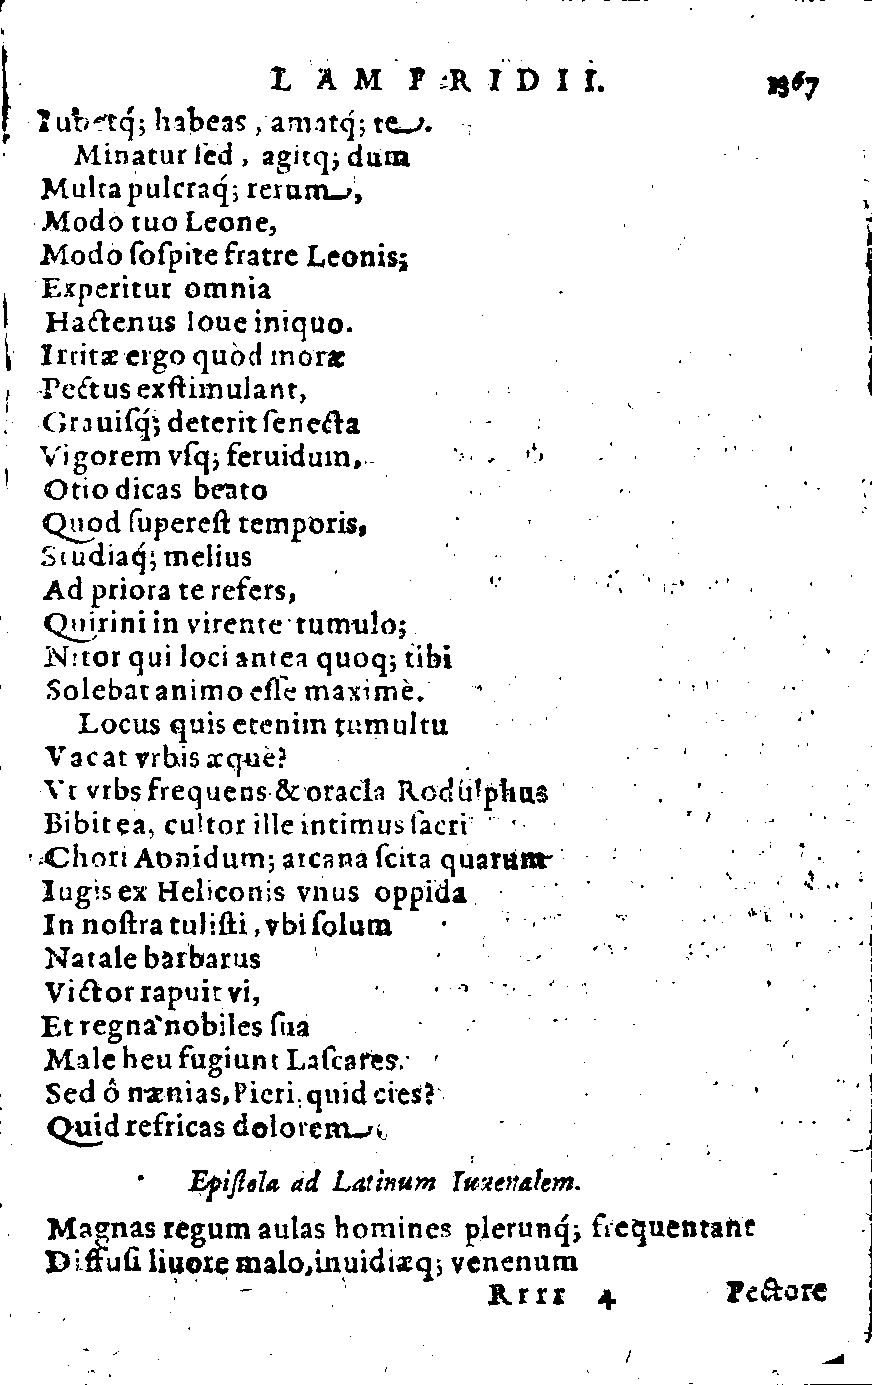 LAMPRIDII. 1367
Iubetq́; habeas, amatq́; te.
Minatur sed, agitq; dum
Multa pulcraq́; rerum,
Modo tuo Leone,
Modo ſoſpite fratre Leonis;
Experitur omnia
Hactenus Ioue iniquo.
Irritæ ergo quòd moræ
Pectus exſtimulant,
Grauiſq́; deterit ſenecta
Vigorem vſq; feruidum,
Otio dicas beato
Quod ſupereſt temporis,
Studiaq́; melius
Ad priora te refers,
Quirini in virente tumulo;
Nitor qui loci antea quoq; tibi
Solebat animo eſſe maximè.
Locus quis etenim tumultu
Vacat vrbis æquè?
Vt vrbs frequens & oracla Rodulphus
Bibit ea, cultor ille intimus ſacri
Chori Aonidum; arcana ſcita quarum
Iugis ex Heliconis vnus oppida
In noſtra tuliſti, vbi ſolum
Natale barbarus
Victor rapuit vi,
Et regna nobiles ſua
Male heu fugiunt Laſcares.
Sed ô nænias, Pieri, quid cies?
Quid refricas dolorem
Epiſtola ad Latinum Iuuenalem.
Magnas regum aulas homines plerunq́; frequentant
Diffuſi liuore malo, inuidiæq; venenum
Rrrr 4 Pectore